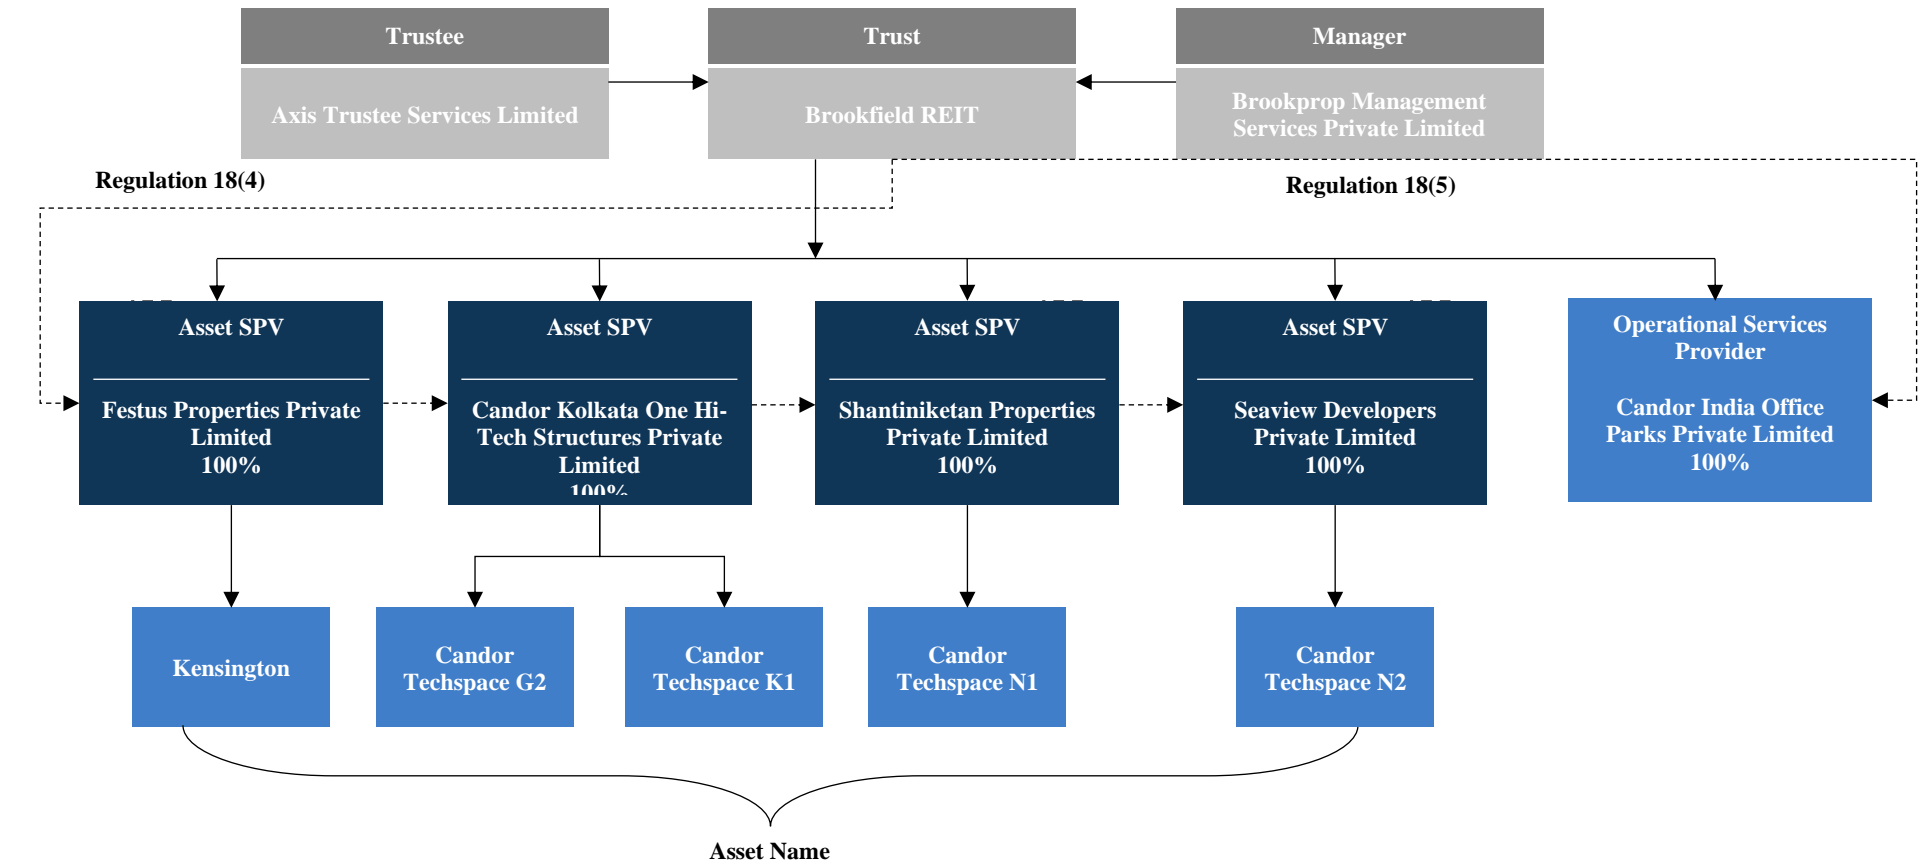 Trustee
Trust
Manager
Axis Trustee Services Limited
Brookfield REIT
Brookprop Management
Services Private Limited
Regulation 18(4)
Regulation 18(5)
Asset SPV
Festus Properties Private
Limited
100%
Asset SPV
Candor Kolkata One Hi-
Tech Structures Private
Limited
100%
Asset SPV
Shantiniketan Properties
Private Limited
100%
Asset SPV
Seaview Developers
Private Limited
100%
Operational Services
Provider
Candor India Office
Parks Private Limited
100%
Kensington
Candor
Techspace G2
Candor
Techspace K1
Candor
Techspace N1
Candor
Techspace N2
Asset Name